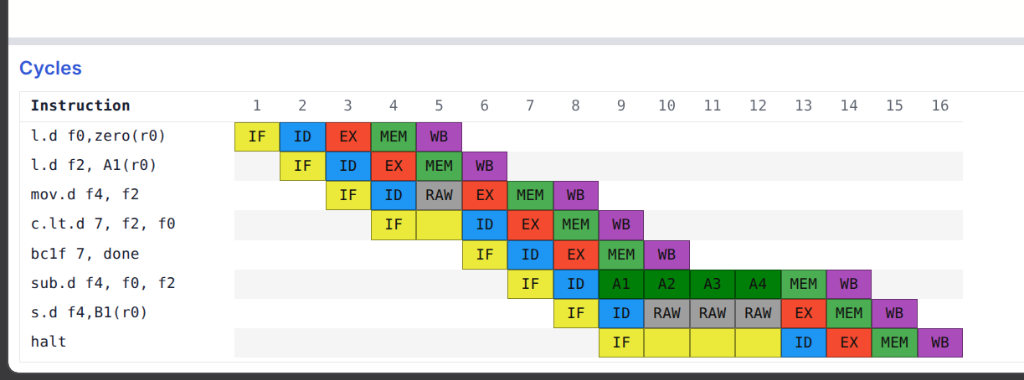 Cycles
Instruction 1 2 3 4 5 6 7 8 9 10 11 12 13 14 15 16
l.d f0,zero(r0) IF ID EX MEM WB
l.d f2, A1(r0) IF ID EX MEM WB
mov.d f4, f2 IF ID RAW EX MEM WB
c.lt.d 7, f2, f0 IF ID EX MEM WB
bc1f 7, done IF ID EX MEM WB
sub.d f4, f0, f2 IF ID A1 A2 A3 A4 MEM WB
s.d f4,B1(r0) IF ID RAW RAW RAW EX MEM WB
halt IF ID EX MEM WB